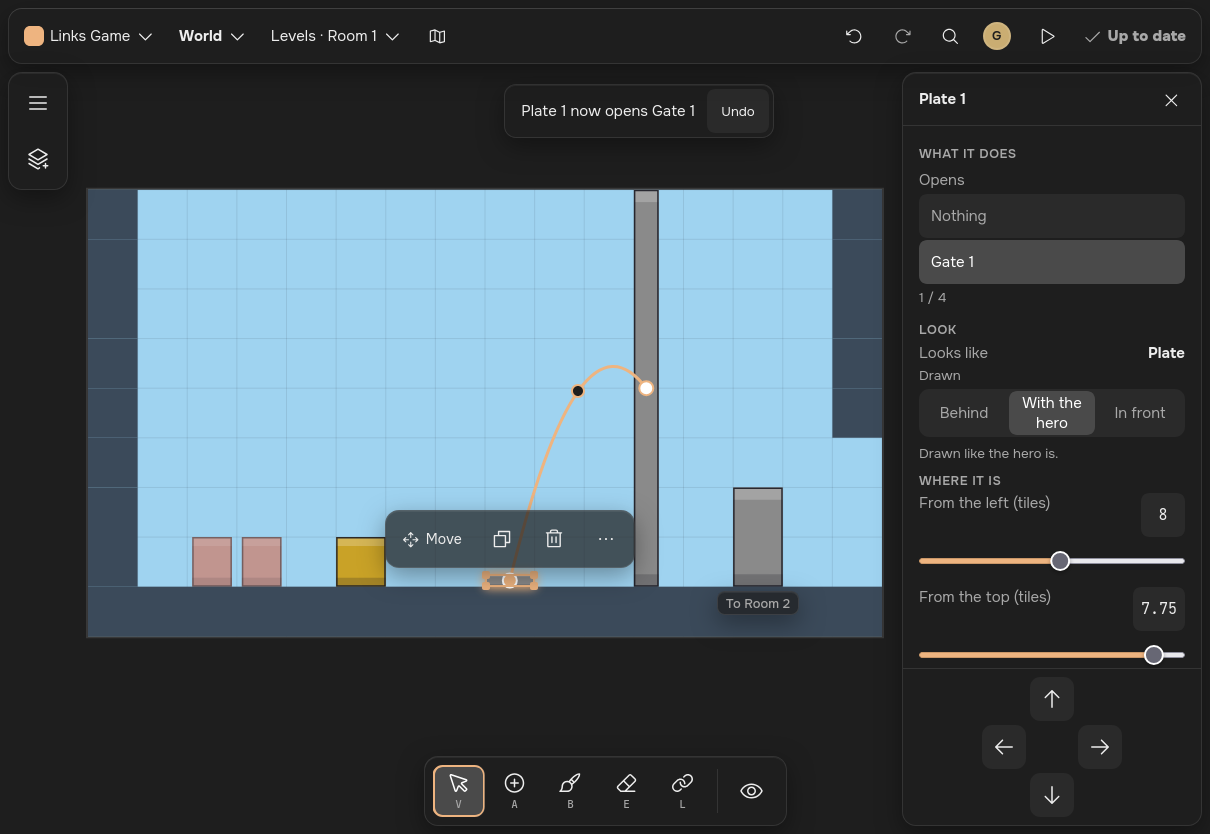 Links Game
World
Levels · Room 1
G
Up to date
Plate 1 now opens Gate 1
Undo
Plate 1
WHAT IT DOES
Opens
Nothing
Gate 1
1 / 4
LOOK
Looks like
Plate
Drawn
Behind
With the
hero
In front
Drawn like the hero is.
WHERE IT IS
From the left (tiles)
8
From the top (tiles)
7.75
Move
To Room 2
V
A
B
E
L